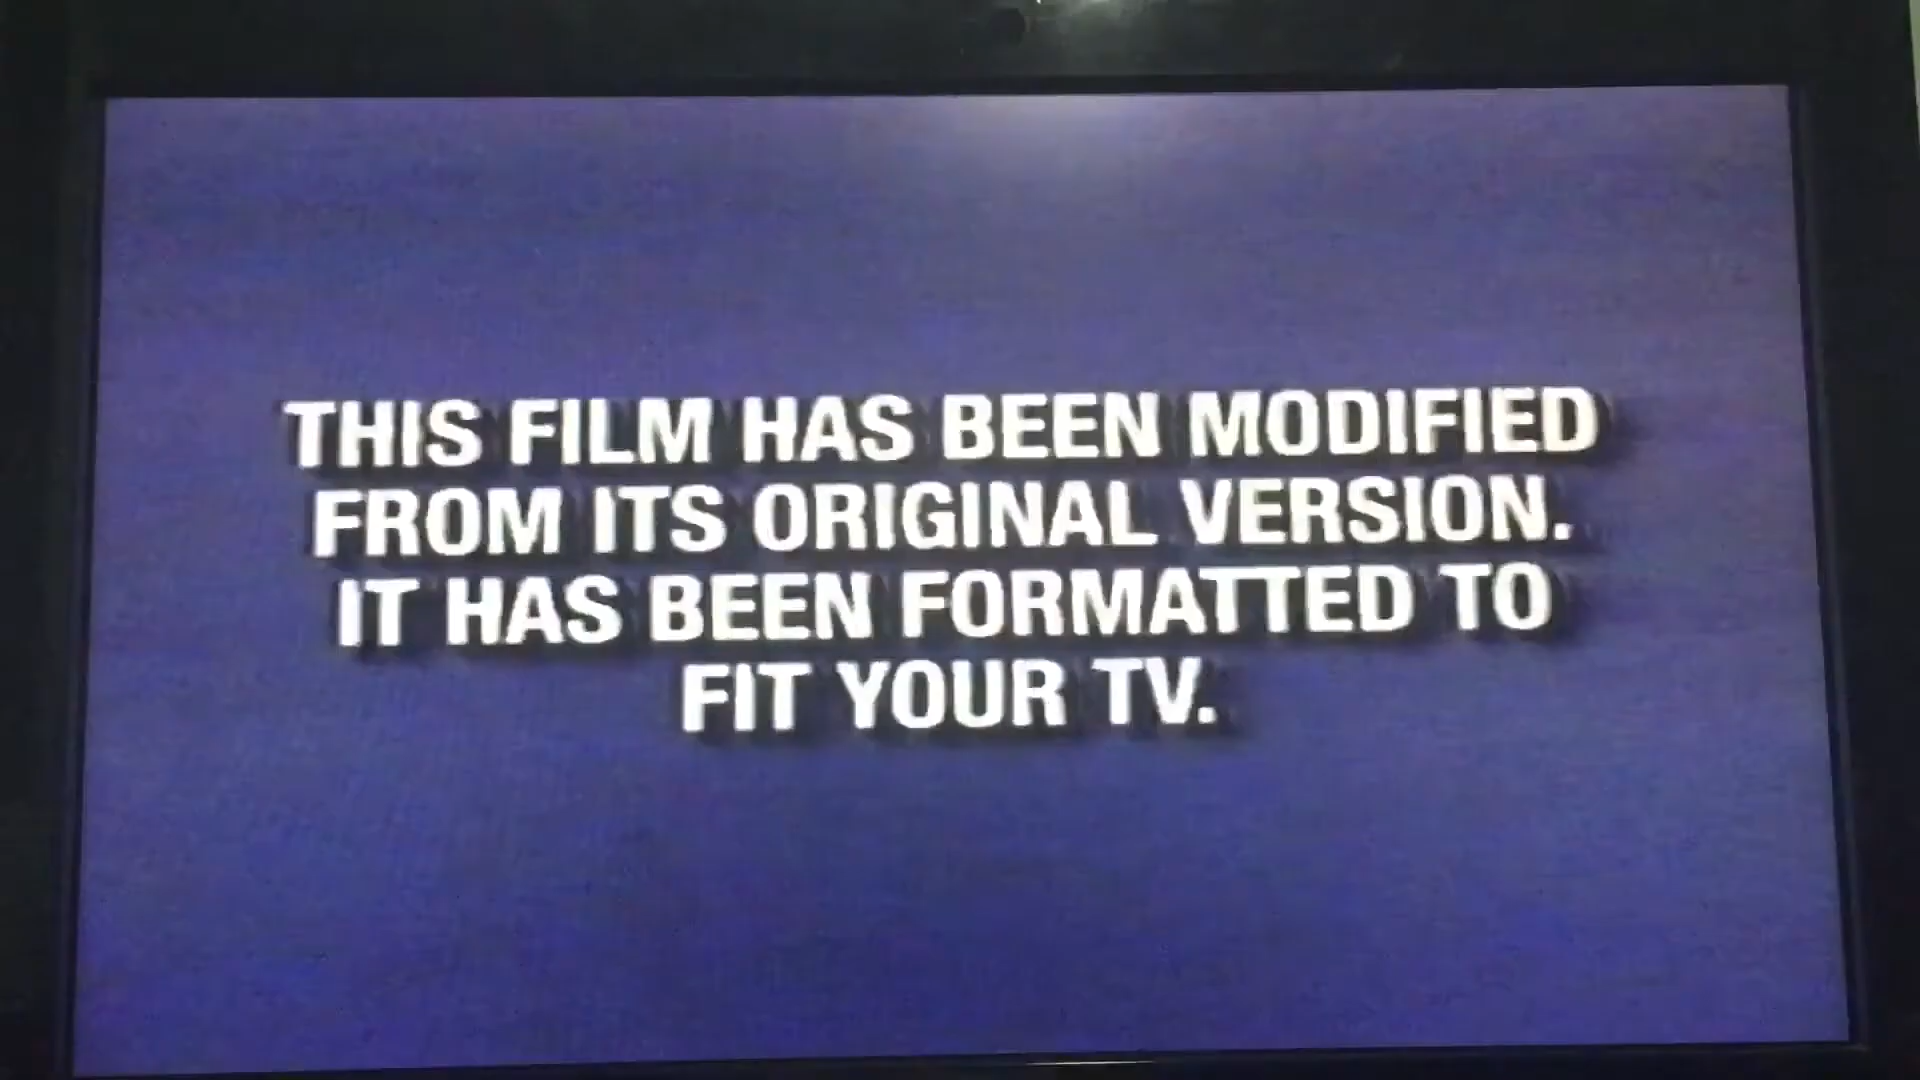 THIS FILM HAS BEEN MODIFIED
FROM ITS ORIGINAL VERSION.
IT HAS BEEN FORMATTED TO
FIT YOUR TV.